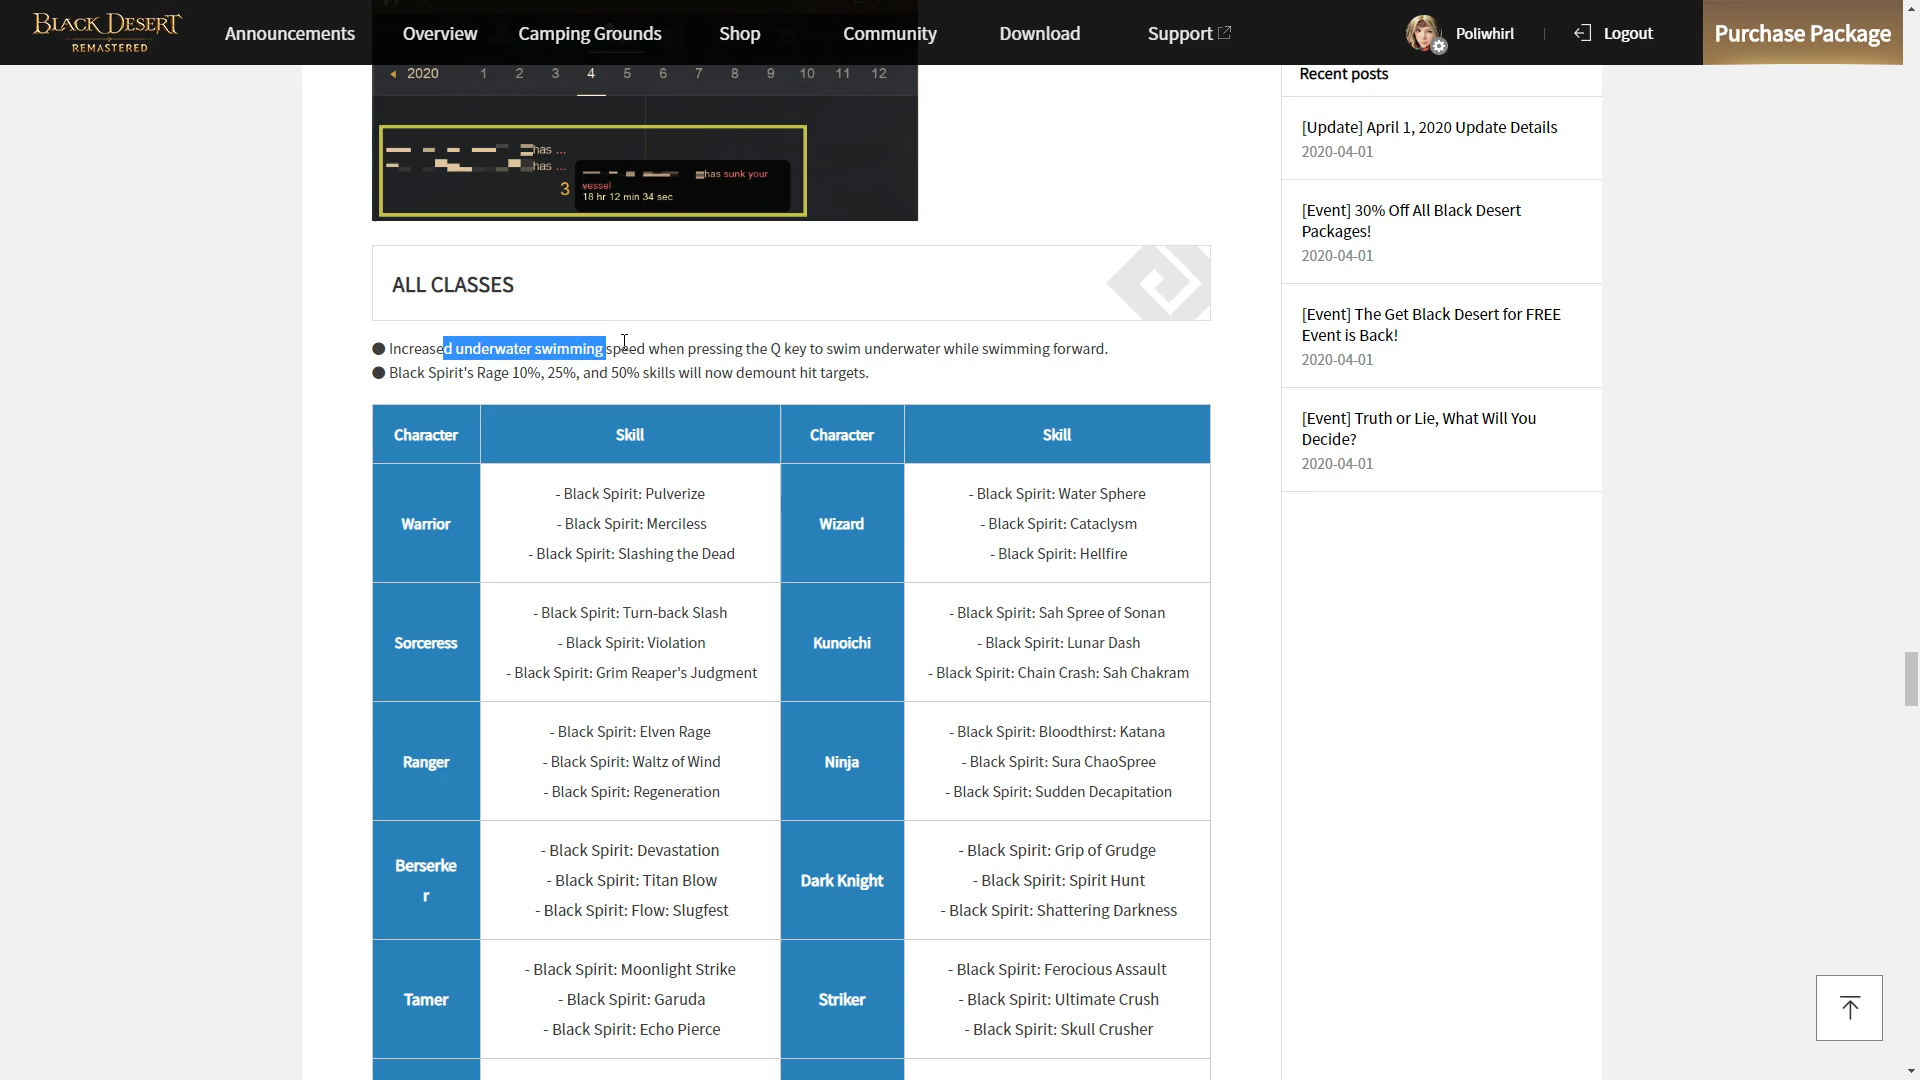 BLACK DESERT
REMASTERED
Announcements
Overview
Camping Grounds
Shop
Community
Download
Support
Poliwhirl
Logout
Purchase Package
2020 1 2 3 4 5 6 7 8 9 10 11 12
has ...
has ...
has sunk your
vessel
18 hr 12 min 34 sec
3
ALL CLASSES
● Increased underwater swimming speed when pressing the Q key to swim underwater while swimming forward.
● Black Spirit's Rage 10%, 25%, and 50% skills will now demount hit targets.
Character Skill Character Skill
Warrior
- Black Spirit: Pulverize
- Black Spirit: Merciless
- Black Spirit: Slashing the Dead
Wizard
- Black Spirit: Water Sphere
- Black Spirit: Cataclysm
- Black Spirit: Hellfire
Sorceress
- Black Spirit: Turn-back Slash
- Black Spirit: Violation
- Black Spirit: Grim Reaper's Judgment
Kunoichi
- Black Spirit: Sah Spree of Sonan
- Black Spirit: Lunar Dash
- Black Spirit: Chain Crash: Sah Chakram
Ranger
- Black Spirit: Elven Rage
- Black Spirit: Waltz of Wind
- Black Spirit: Regeneration
Ninja
- Black Spirit: Bloodthirst: Katana
- Black Spirit: Sura ChaoSpree
- Black Spirit: Sudden Decapitation
Berserke
r
- Black Spirit: Devastation
- Black Spirit: Titan Blow
- Black Spirit: Flow: Slugfest
Dark Knight
- Black Spirit: Grip of Grudge
- Black Spirit: Spirit Hunt
- Black Spirit: Shattering Darkness
Tamer
- Black Spirit: Moonlight Strike
- Black Spirit: Garuda
- Black Spirit: Echo Pierce
Striker
- Black Spirit: Ferocious Assault
- Black Spirit: Ultimate Crush
- Black Spirit: Skull Crusher
Recent posts
[Update] April 1, 2020 Update Details
2020-04-01
[Event] 30% Off All Black Desert
Packages!
2020-04-01
[Event] The Get Black Desert for FREE
Event is Back!
2020-04-01
[Event] Truth or Lie, What Will You
Decide?
2020-04-01